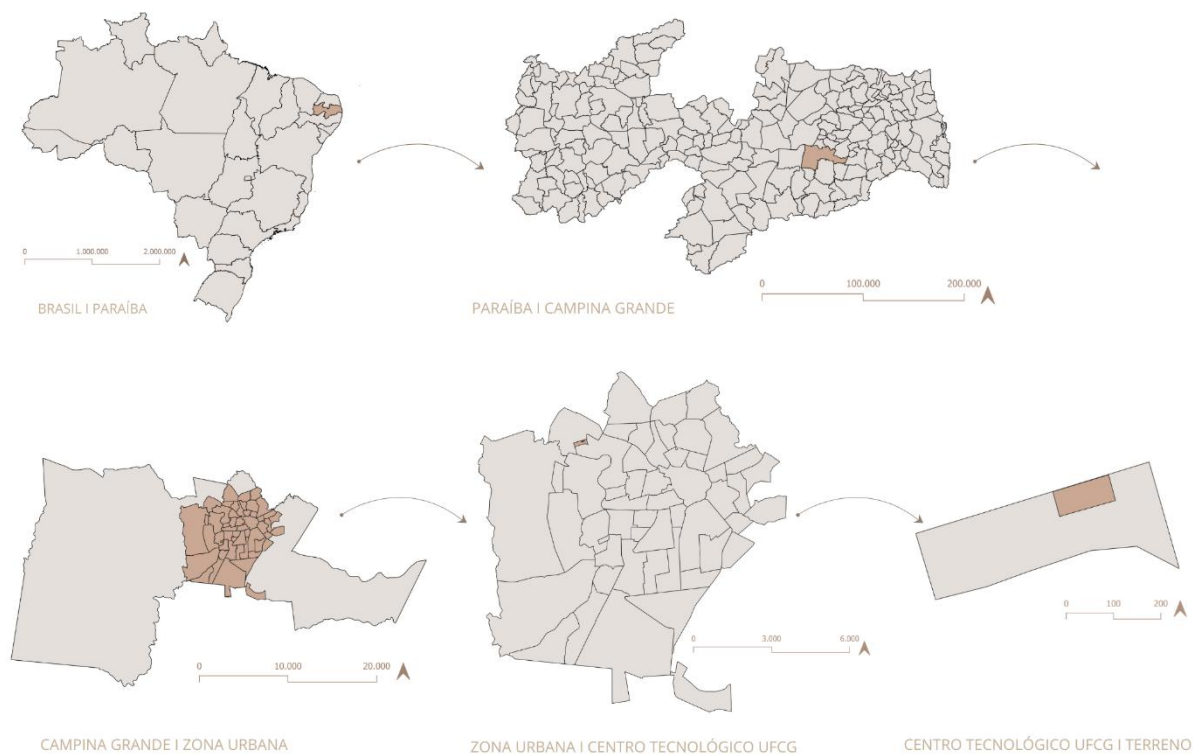 0 1.000.000 2.000.000
BRASIL I PARAÍBA
0 100.000 200.000
PARAÍBA I CAMPINA GRANDE
0 10.000 20.000
CAMPINA GRANDE I ZONA URBANA
0 3.000 6.000
ZONA URBANA I CENTRO TECNOLÓGICO UFCG
0 100 200
CENTRO TECNOLÓGICO UFCG I TERRENO